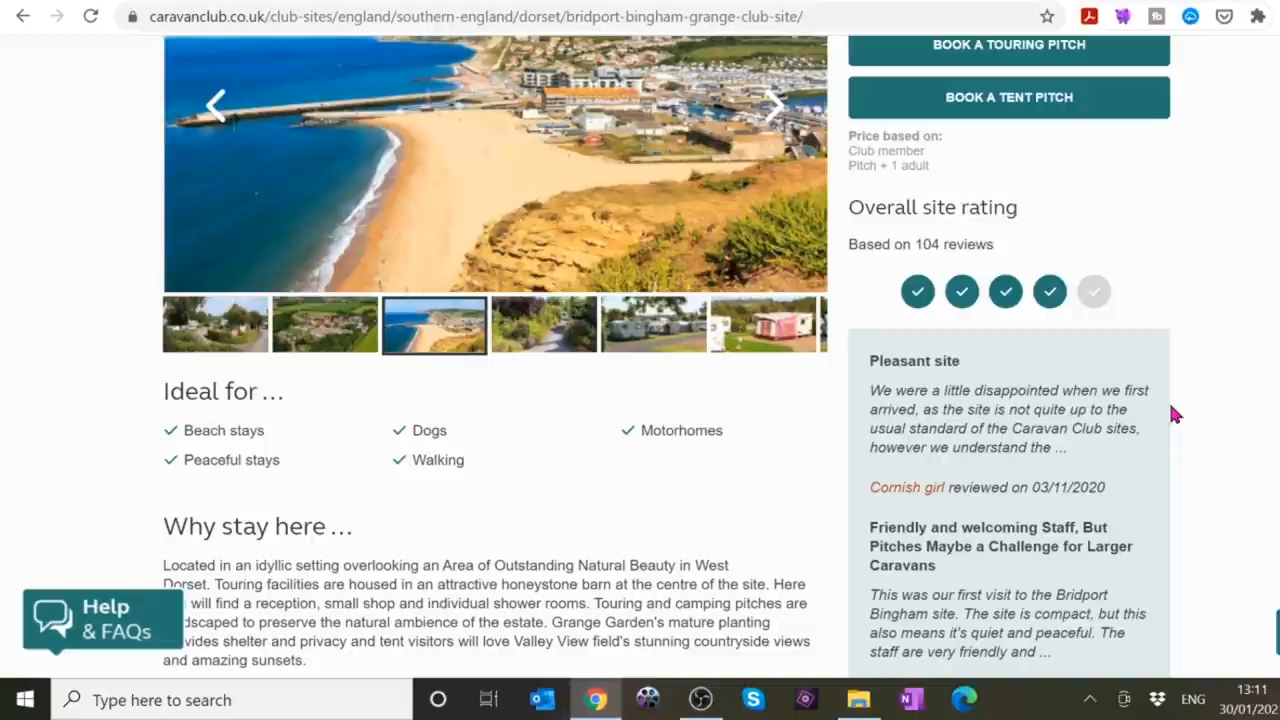 caravanclub.co.uk/club-sites/england/southern-england/dorset/bridport-bingham-grange-club-site/
BOOK A TOURING PITCH
BOOK A TENT PITCH
Price based on:
Club member
Pitch + 1 adult
Overall site rating
Based on 104 reviews
Pleasant site
We were a little disappointed when we first
arrived, as the site is not quite up to the
usual standard of the Caravan Club sites,
however we understand the ...
Cornish girl reviewed on 03/11/2020
Friendly and welcoming Staff, But
Pitches Maybe a Challenge for Larger
Caravans
This was our first visit to the Bridport
Bingham site. The site is compact, but this
also means it's quiet and peaceful. The
staff are very friendly and ...
Ideal for ...
Beach stays
Dogs
Motorhomes
Peaceful stays
Walking
Why stay here ...
Located in an idyllic setting overlooking an Area of Outstanding Natural Beauty in West
Dorset. Touring facilities are housed in an attractive honeystone barn at the centre of the site. Here
will find a reception, small shop and individual shower rooms. Touring and camping pitches are
dscaped to preserve the natural ambience of the estate. Grange Garden's mature planting
vides shelter and privacy and tent visitors will love Valley View field's stunning countryside views
and amazing sunsets.
Help
& FAQs
Type here to search
ENG
13:11
30/01/202